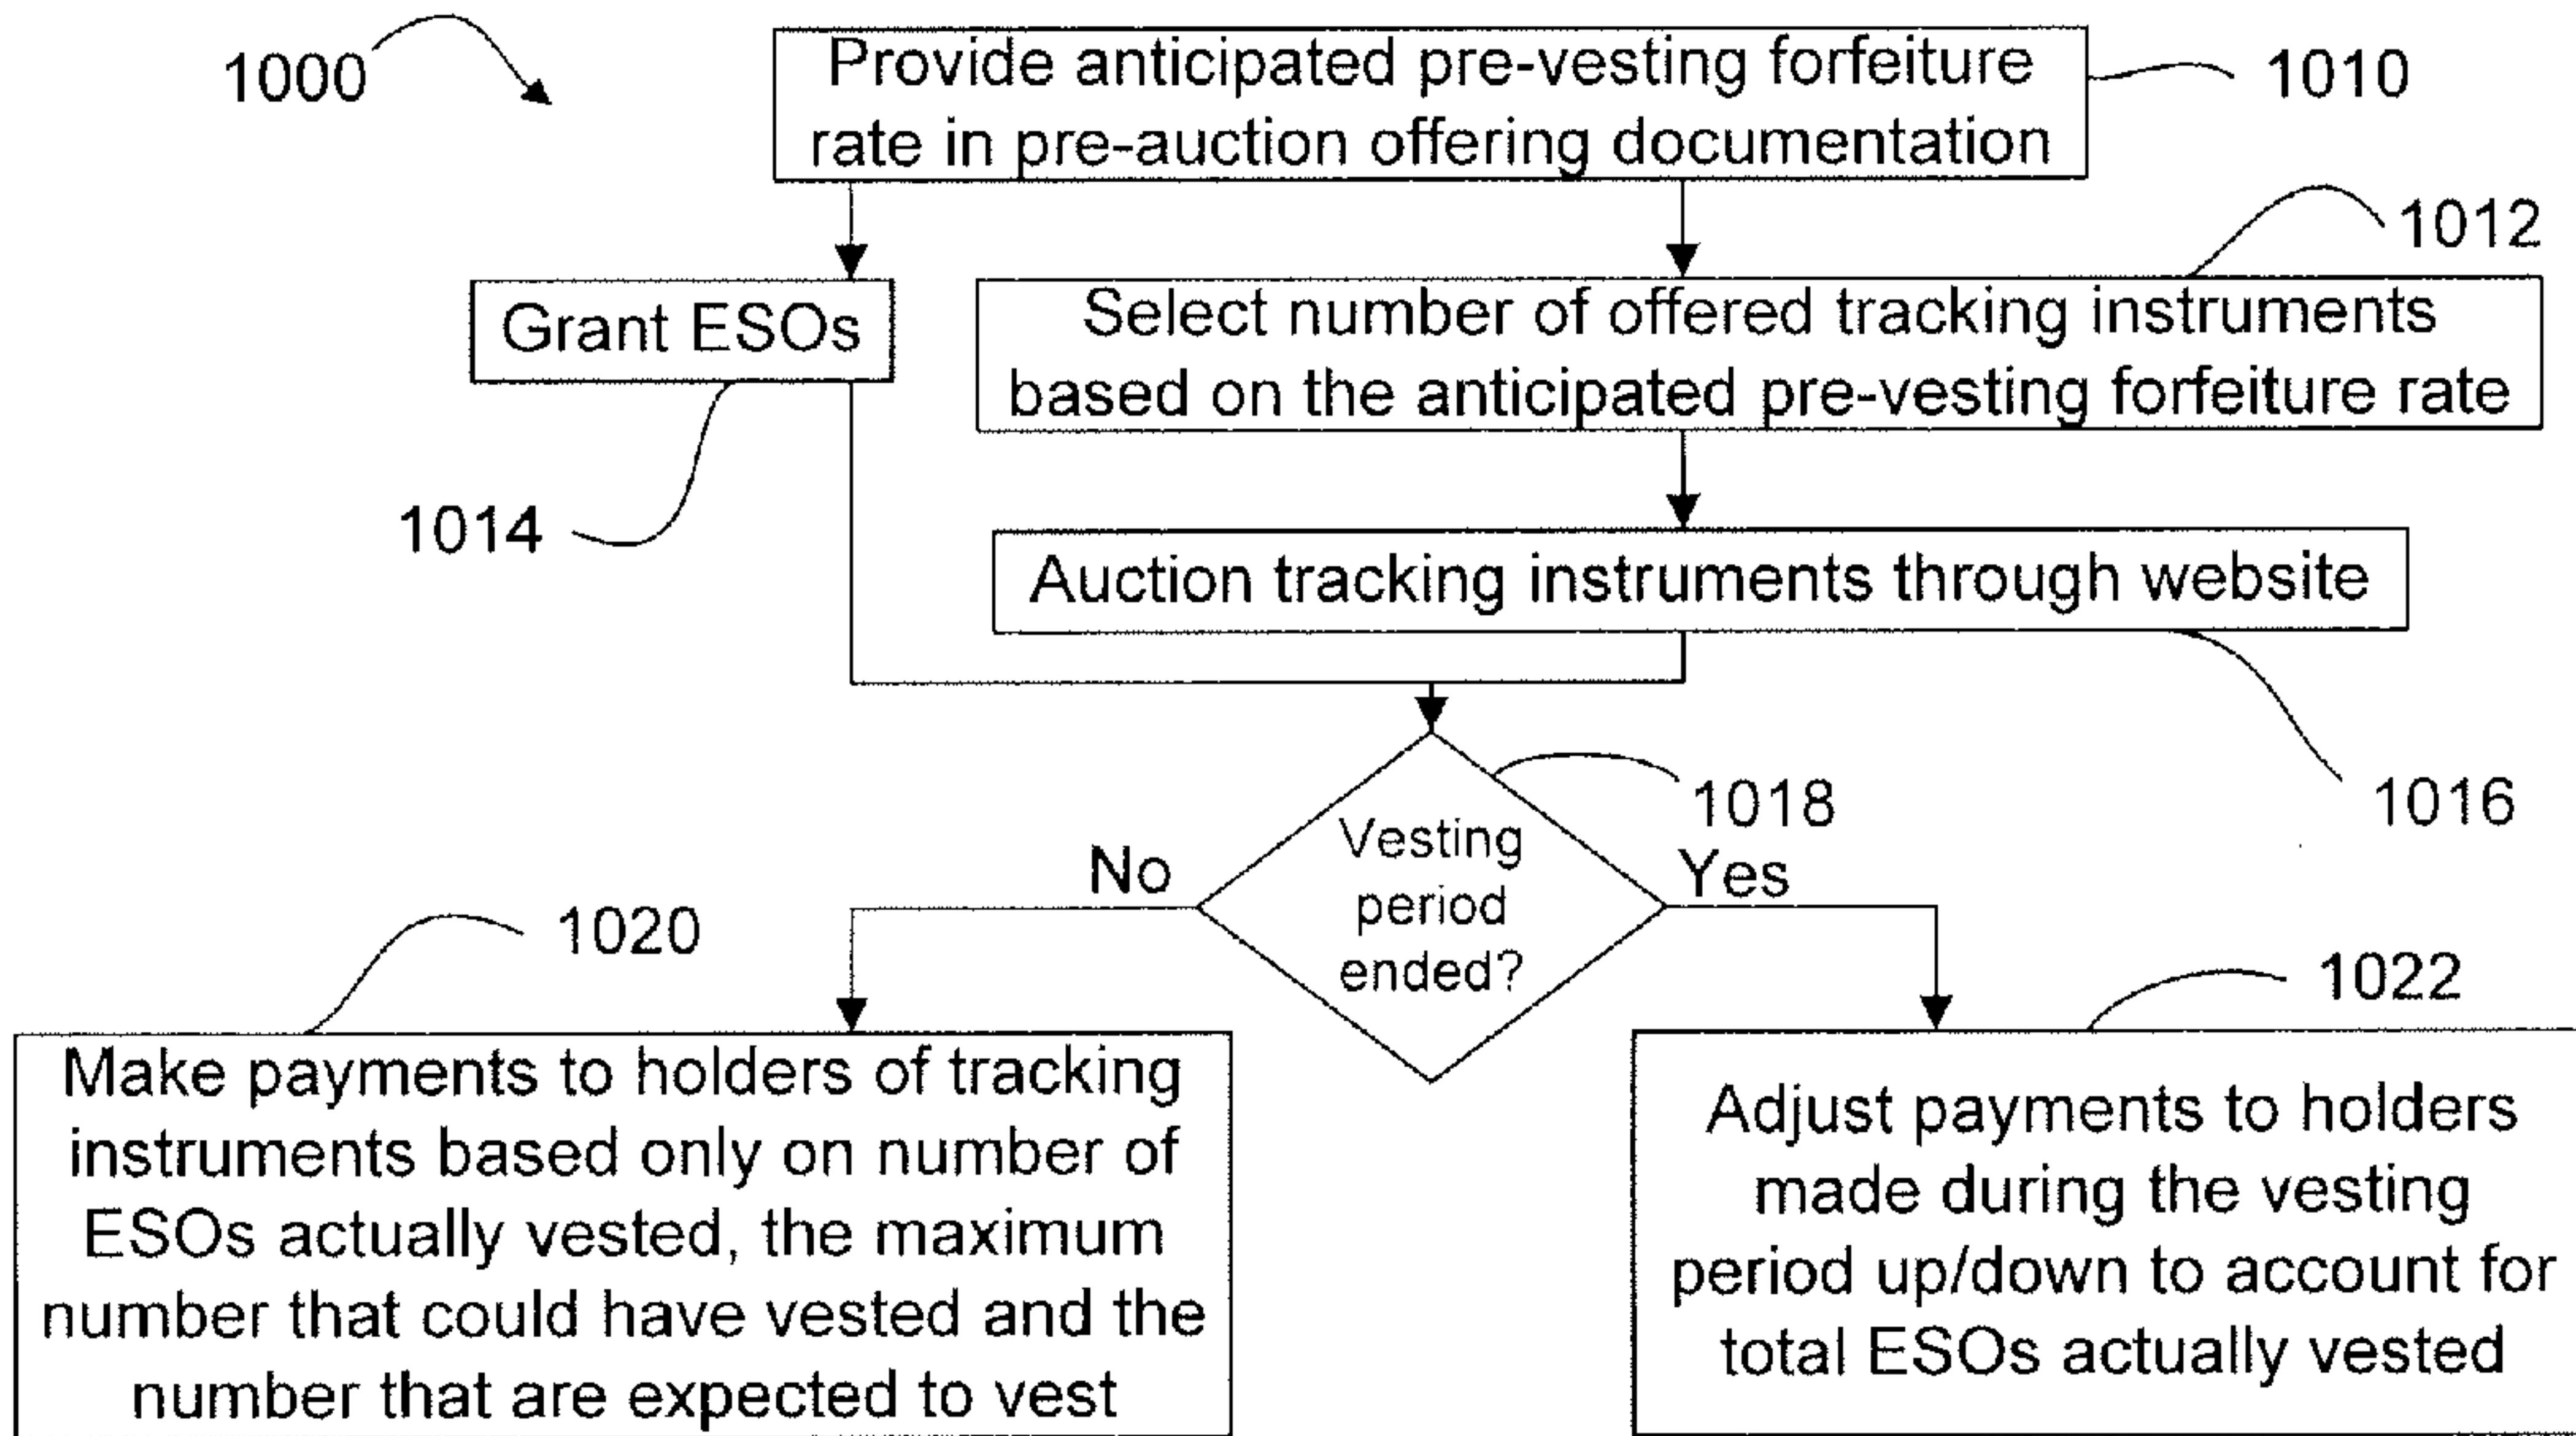 1000
Provide anticipated pre-vesting forfeiture
rate in pre-auction offering documentation
1010
1012
Grant ESOs
Select number of offered tracking instruments
based on the anticipated pre-vesting forfeiture rate
1014
Auction tracking instruments through website
1016
1018
Vesting
period
ended?
No
Yes
1020
1022
Make payments to holders of tracking
instruments based only on number of
ESOs actually vested, the maximum
number that could have vested and the
number that are expected to vest
Adjust payments to holders
made during the vesting
period up/down to account for
total ESOs actually vested